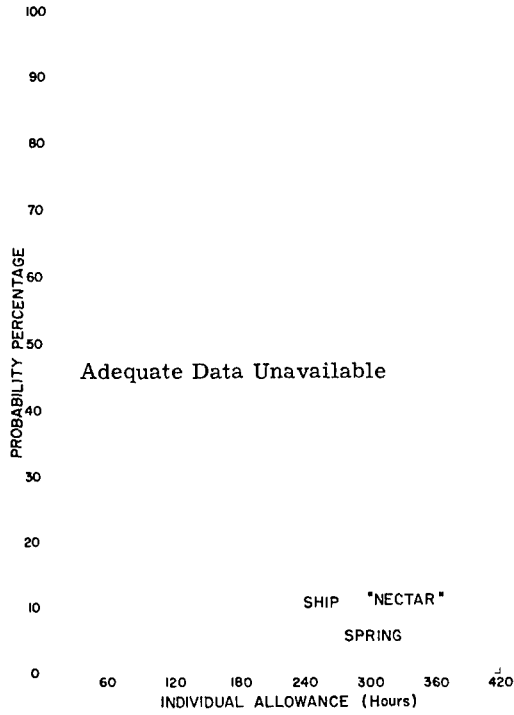 100
90
80
70
PROBABILITY PERCENTAGE
60
50
Adequate Data Unavailable
40
30
20
SHIP "NECTAR"
10
SPRING
0
60 120 180 240 300 360 420
INDIVIDUAL ALLOWANCE (Hours)